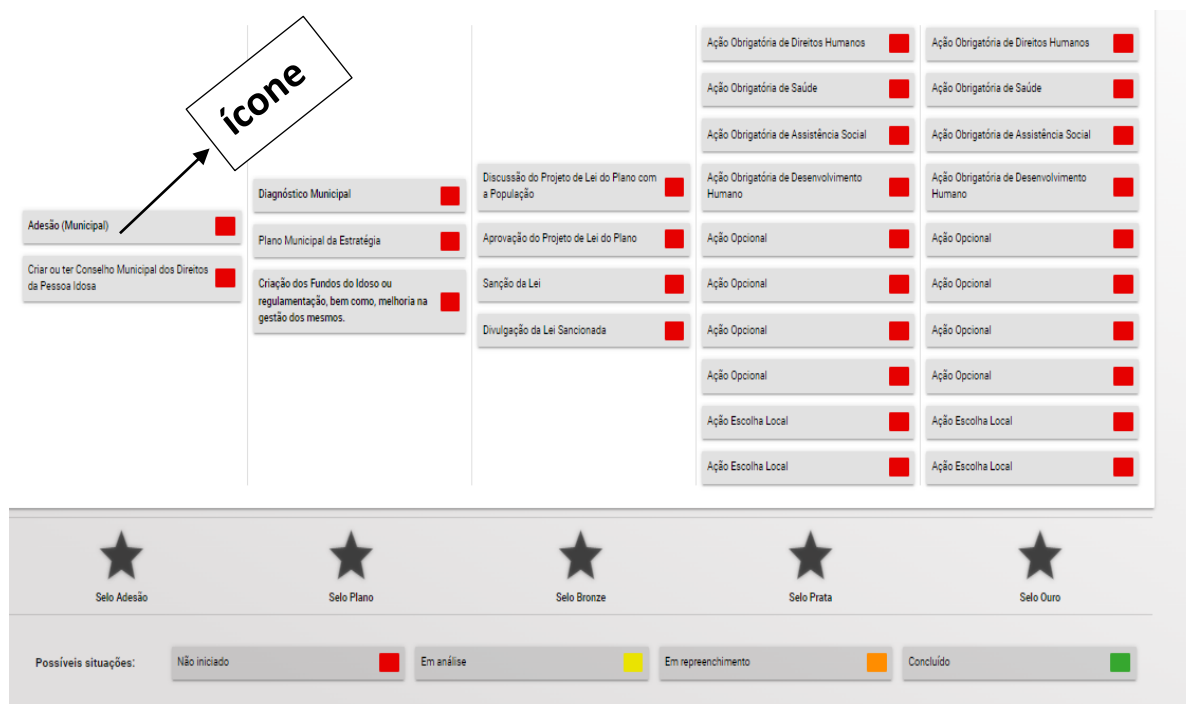 ícone
Adesão (Municipal)
Criar ou ter Conselho Municipal dos Direitos
da Pessoa Idosa
Diagnóstico Municipal
Plano Municipal da Estratégia
Criação dos Fundos do Idoso ou
regulamentação, bem como, melhoria na
gestão dos mesmos.
Discussão do Projeto de Lei do Plano com
a População
Aprovação do Projeto de Lei do Plano
Sanção da Lei
Divulgação da Lei Sancionada
Ação Obrigatória de Direitos Humanos
Ação Obrigatória de Saúde
Ação Obrigatória de Assistência Social
Ação Obrigatória de Desenvolvimento
Humano
Ação Opcional
Ação Opcional
Ação Opcional
Ação Opcional
Ação Escolha Local
Ação Escolha Local
Ação Obrigatória de Direitos Humanos
Ação Obrigatória de Saúde
Ação Obrigatória de Assistência Social
Ação Obrigatória de Desenvolvimento
Humano
Ação Opcional
Ação Opcional
Ação Opcional
Ação Opcional
Ação Escolha Local
Ação Escolha Local
Selo Adesão
Selo Plano
Selo Bronze
Selo Prata
Selo Ouro
Possíveis situações:
Não iniciado
Em análise
Em repreenchimento
Concluído